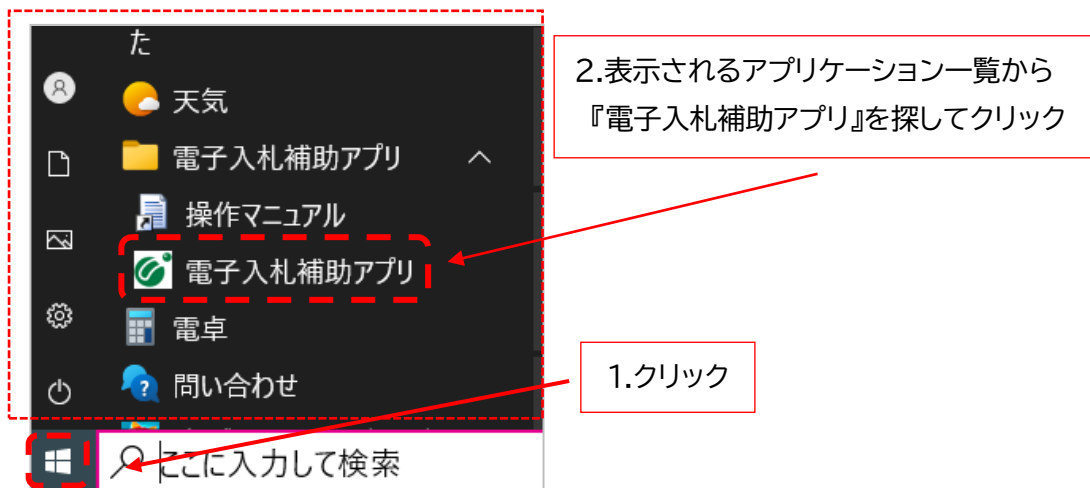 た
天気
電子入札補助アプリ
操作マニュアル
電子入札補助アプリ
電卓
問い合わせ
ここに入力して検索
2.表示されるアプリケーション一覧から
『電子入札補助アプリ』を探してクリック
1.クリック